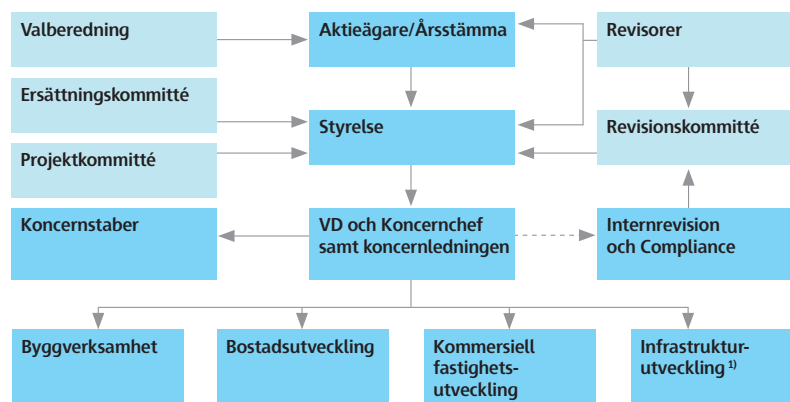 Valberedning
Aktieägare/Årsstämma
Revisorer
Ersättningskommitté
Styrelse
Revisionskommitté
Projektkommitté
Koncernstaber
VD och Koncernchef
samt koncernledningen
Internrevision
och Compliance
Byggverksamhet
Bostadsutveckling
Kommersiell
fastighets-
utveckling
Infrastruktur-
utveckling 1)